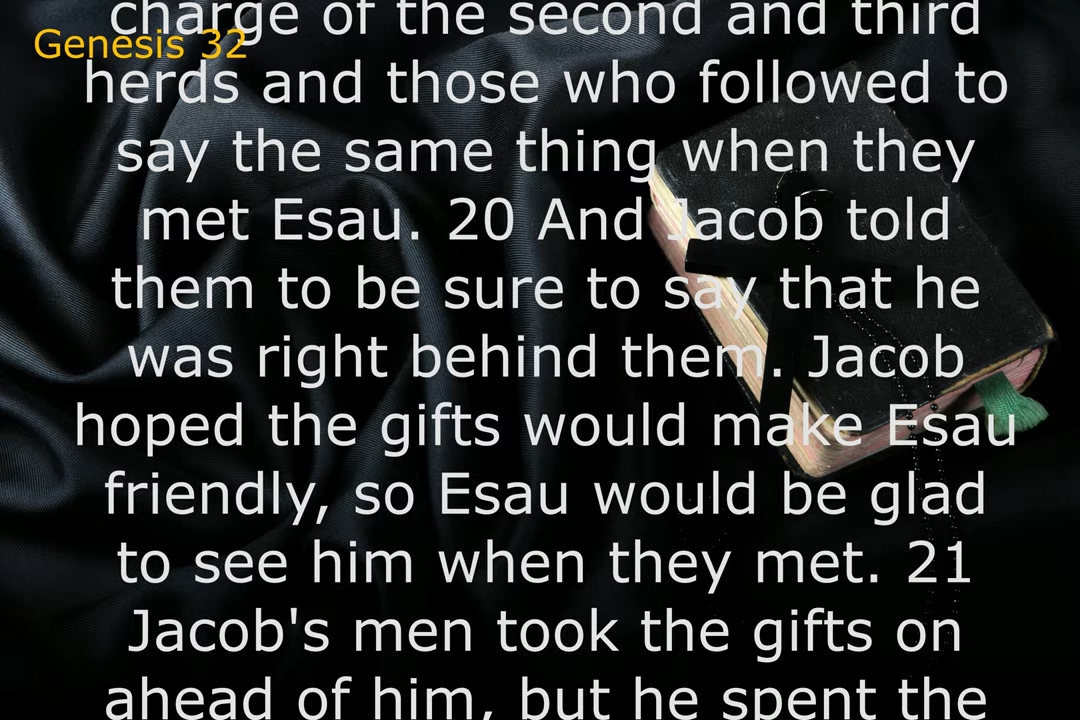 charge of the second and third
Genesis 32
herds and those who followed to
say the same thing when they
met Esau. 20 And Jacob told
them to be sure to say that he
was right behind them. Jacob
hoped the gifts would make Esau
friendly, so Esau would be glad
to see him when they met. 21
Jacob's men took the gifts on
ahead of him, but he spent the